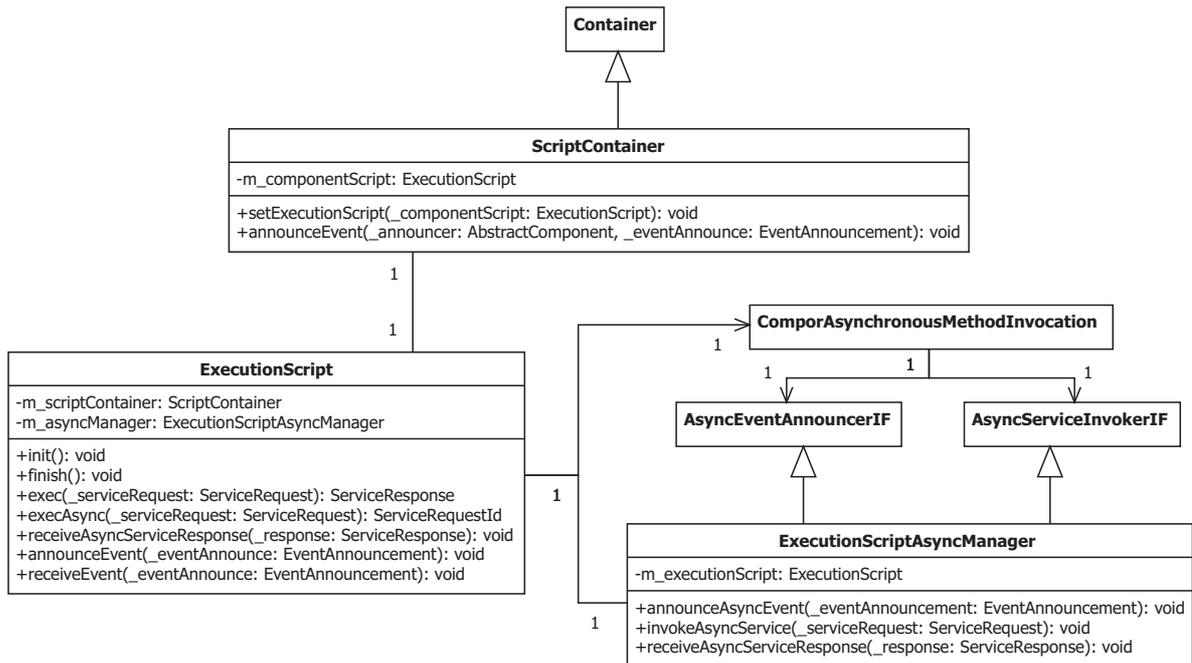 Container
ScriptContainer
-m_componentScript: ExecutionScript
+setExecutionScript(_componentScript: ExecutionScript): void
+announceEvent(_announcer: AbstractComponent, _eventAnnounce: EventAnnouncement): void
1
1
ExecutionScript
-m_scriptContainer: ScriptContainer
-m_asyncManager: ExecutionScriptAsyncManager
+init(): void
+finish(): void
+exec(_serviceRequest: ServiceRequest): ServiceResponse
+execAsync(_serviceRequest: ServiceRequest): ServiceRequestId
+receiveAsyncServiceResponse(_response: ServiceResponse): void
+announceEvent(_eventAnnounce: EventAnnouncement): void
+receiveEvent(_eventAnnounce: EventAnnouncement): void
1
1
ComporAsynchronousMethodInvocation
1
1
1
AsyncEventAnnouncerIF
AsyncServiceInvokerIF
ExecutionScriptAsyncManager
-m_executionScript: ExecutionScript
+announceAsyncEvent(_eventAnnouncement: EventAnnouncement): void
+invokeAsyncService(_serviceRequest: ServiceRequest): void
+receiveAsyncServiceResponse(_response: ServiceResponse): void
1